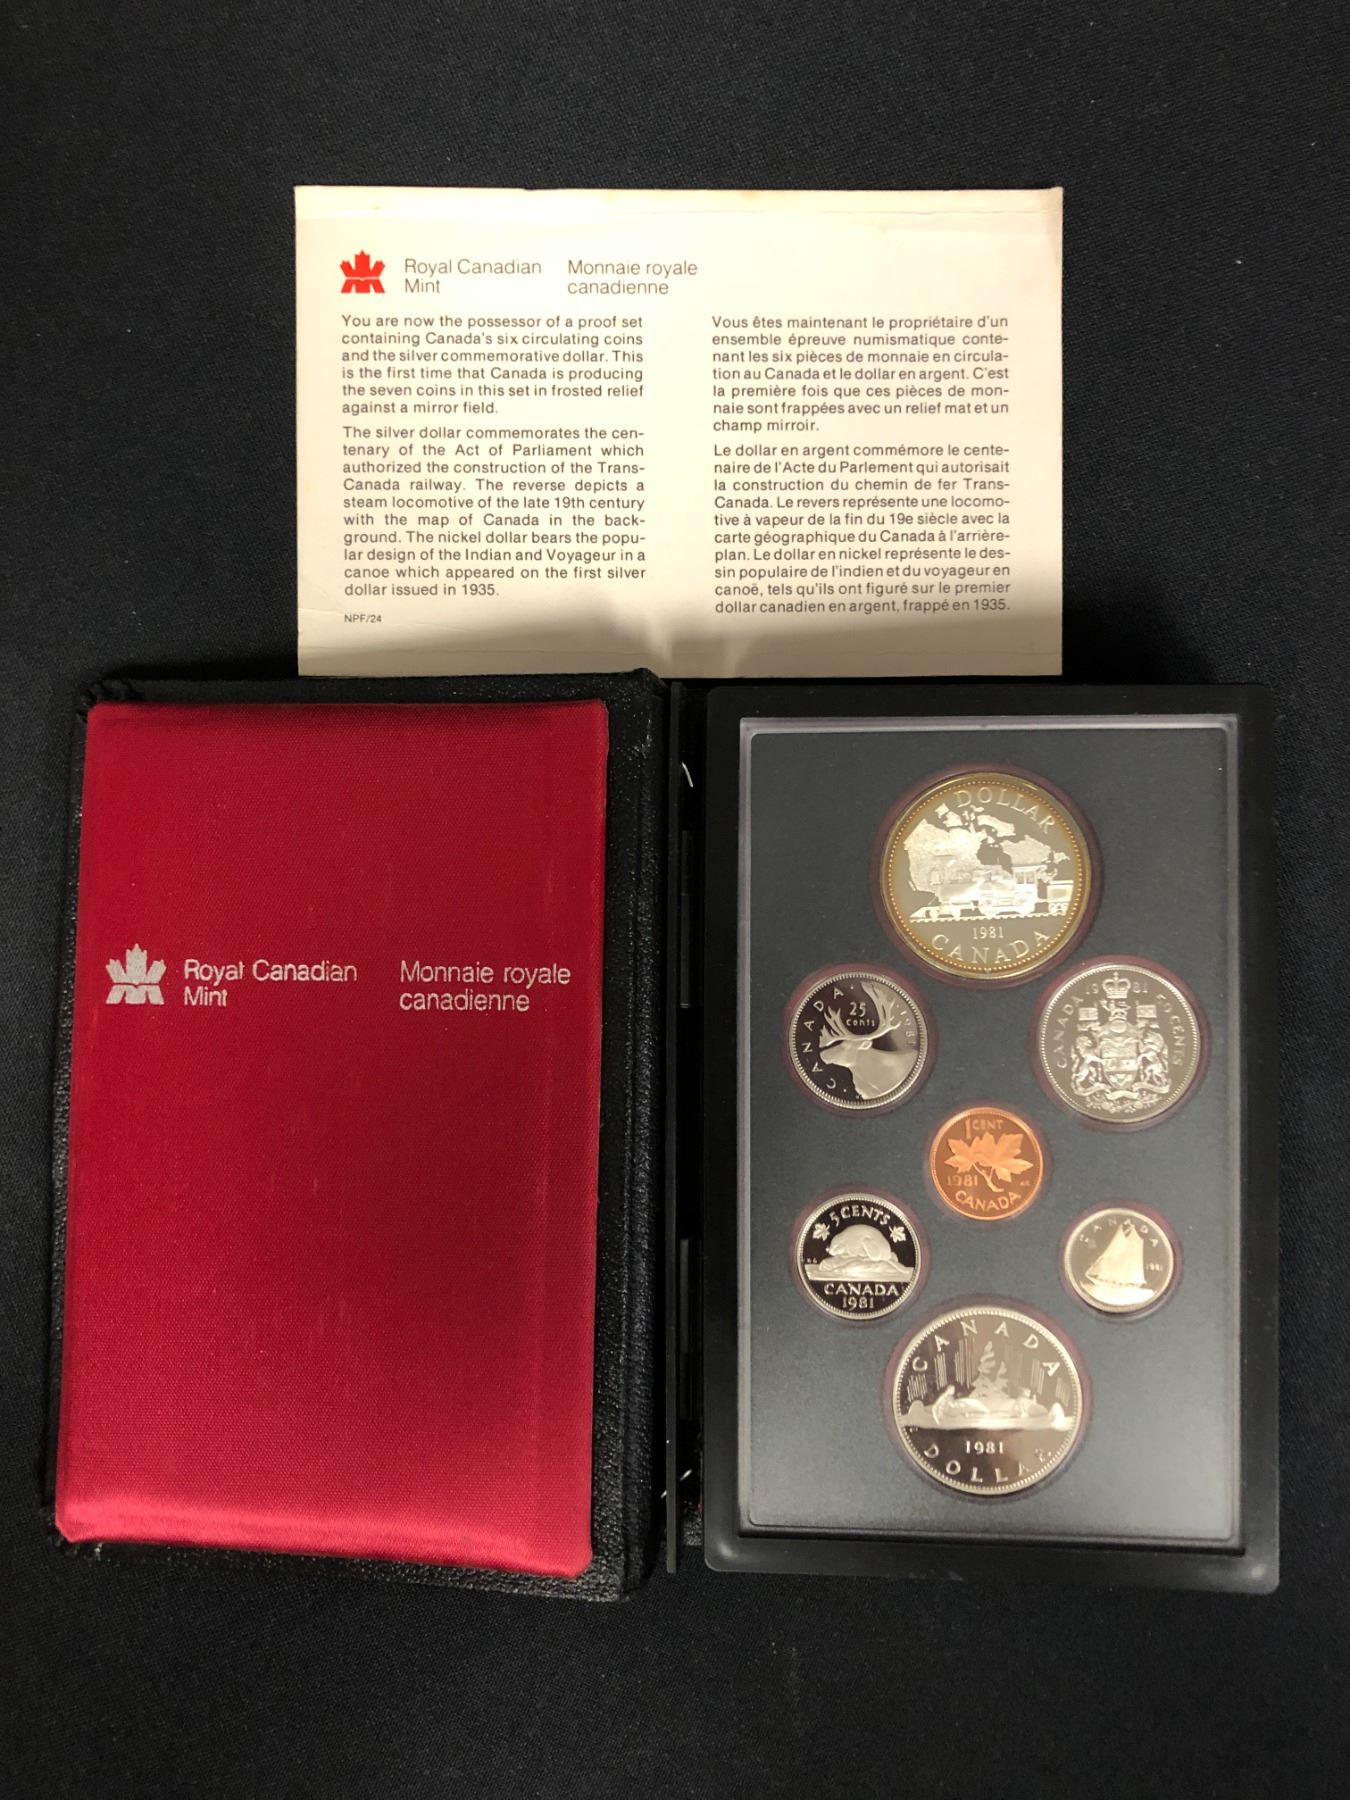 Royal Canadian
Mint
Monnaie royale
canadienne
You are now the possessor of a proof set
containing Canada's six circulating coins
and the silver commemorative dollar. This
is the first time that Canada is producing
the seven coins in this set in frosted relief
against a mirror field.
The silver dollar commemorates the cen-
tenary of the Act of Parliament which
authorized the construction of the Trans-
Canada railway. The reverse depicts a
steam locomotive of the late 19th century
with the map of Canada in the back-
ground. The nickel dollar bears the popu-
lar design of the Indian and Voyageur in a
canoe which appeared on the first silver
dollar issued in 1935.
NPF/24
Vous êtes maintenant le propriétaire d'un
ensemble épreuve numismatique conte-
nant les six pièces de monnaie en circula-
tion au Canada et le dollar en argent. C'est
la première fois que ces pièces de mon-
naie sont frappées avec un relief mat et un
champ mirroir.
Le dollar en argent commémore le cente-
naire de l'Acte du Parlement qui autorisait
la construction du chemin de fer Trans-
Canada. Le revers représente une locomo-
tive à vapeur de la fin du 19e siècle avec la
carte géographique du Canada à l'arrière-
plan. Le dollar en nickel représente le des-
sin populaire de l'indien et du voyageur en
canoë, tels qu'ils ont figuré sur le premier
dollar canadien en argent, frappé en 1935.
Royal Canadian
Mint
Monnaie royale
canadienne
DOLLAR
1981
CANADA
CANADA
25
cents
1981
1981
CANADA
50 CENTS
1 CENT
1981
CANADA
5 CENTS
CANADA
1981
CANADA
1981
CANADA
1981
DOLLAR